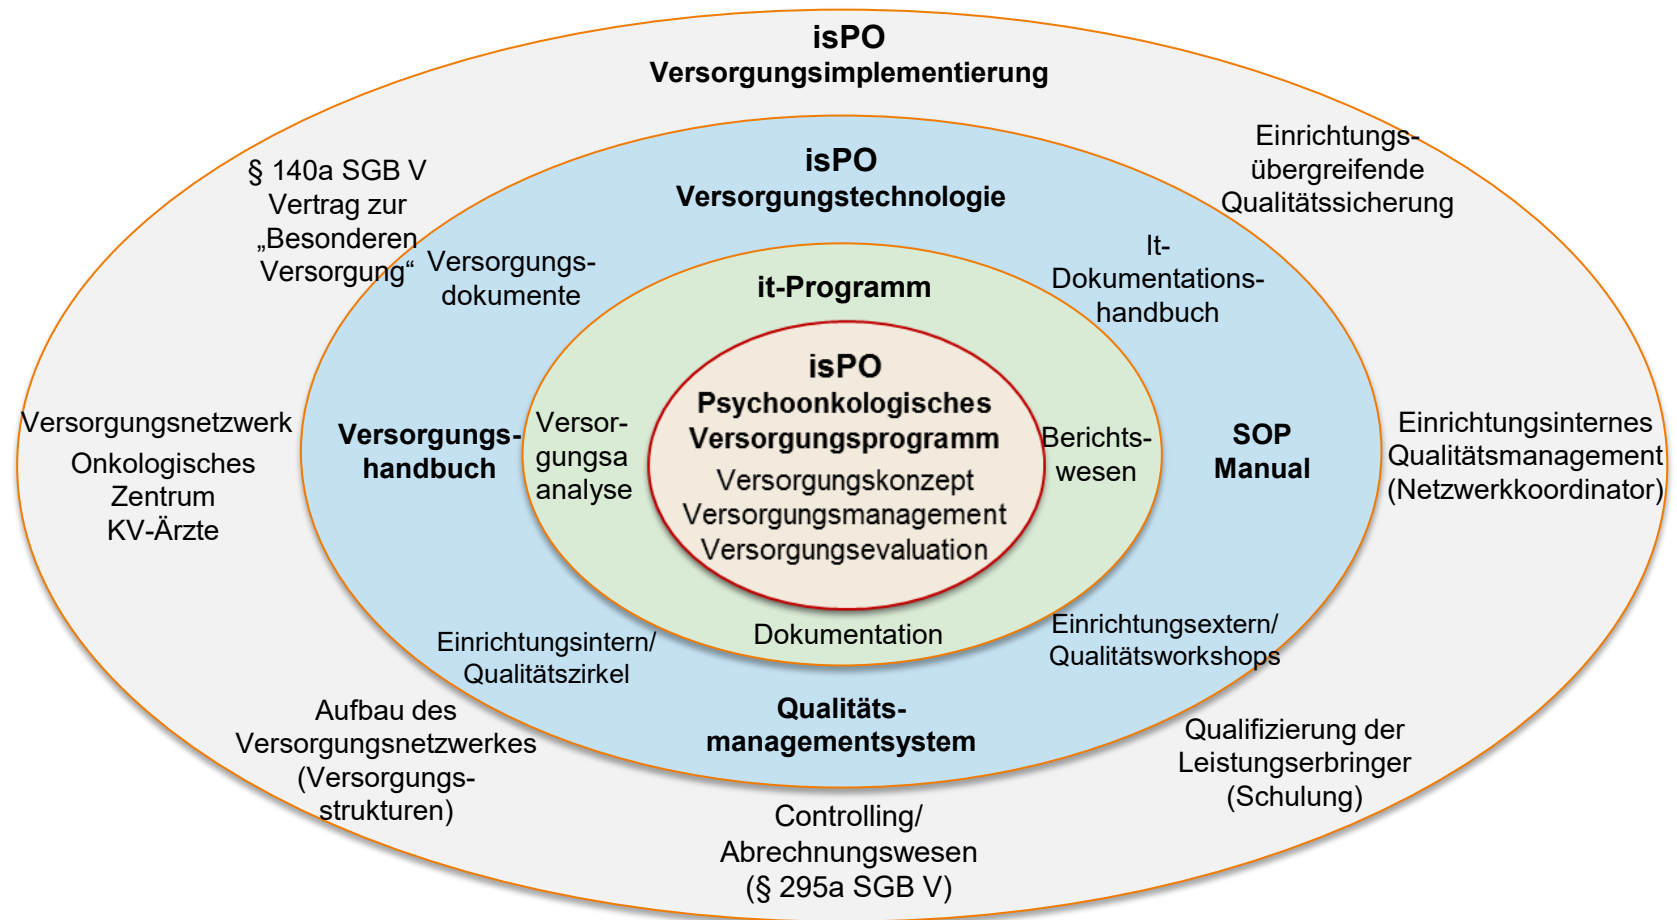 isPO
Versorgungsimplementierung
§ 140a SGB V
Vertrag zur
„Besonderen
Versorgung“
Einrichtungs-
übergreifende
Qualitätssicherung
isPO
Versorgungstechnologie
Versorgungs-
dokumente
It-
Dokumentations-
handbuch
it-Programm
isPO
Psychoonkologisches
Versorgungsprogramm
Versorgungskonzept
Versorgungsmanagement
Versorgungsevaluation
Versorgungsnetzwerk
Onkologisches
Zentrum
KV-Ärzte
Versorgungs-
handbuch
Versor-
gungsa
analyse
Berichts-
wesen
SOP
Manual
Einrichtungsinternes
Qualitätsmanagement
(Netzwerkkoordinator)
Dokumentation
Einrichtungsintern/
Qualitätszirkel
Einrichtungsextern/
Qualitätsworkshops
Qualitäts-
managementsystem
Aufbau des
Versorgungsnetzwerkes
(Versorgungs-
strukturen)
Qualifizierung der
Leistungserbringer
(Schulung)
Controlling/
Abrechnungswesen
(§ 295a SGB V)